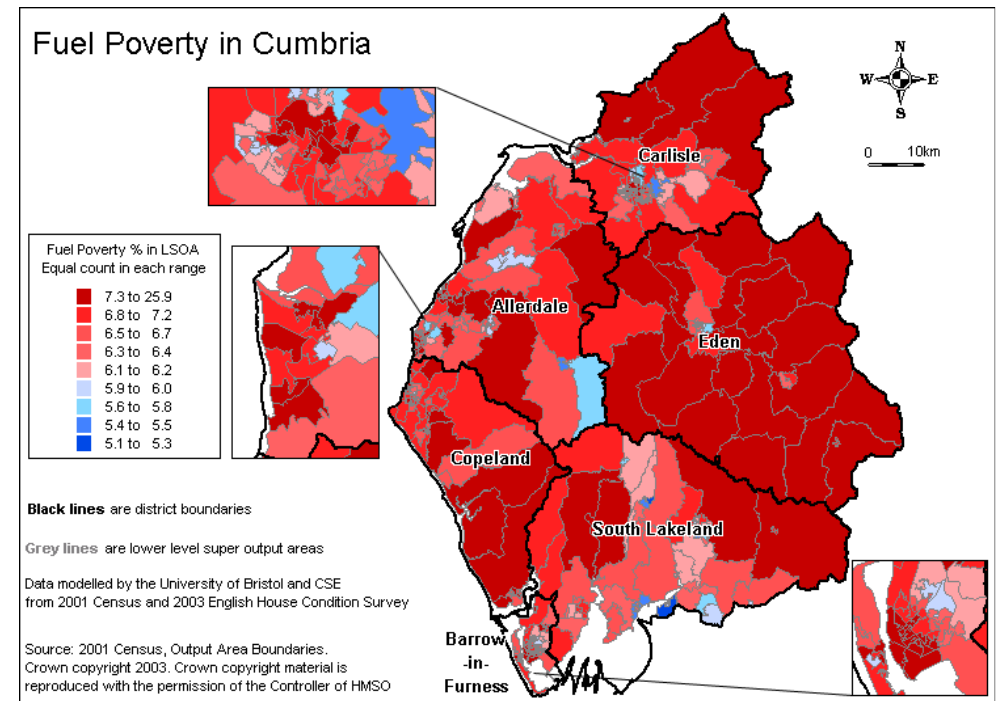 Fuel Poverty in Cumbria
N
W
E
S
0 10km
Carlisle
Fuel Poverty % in LSOA
Equal count in each range
7.3 to 25.9
6.8 to 7.2
6.5 to 6.7
6.3 to 6.4
6.1 to 6.2
5.9 to 6.0
5.6 to 5.8
5.4 to 5.5
5.1 to 5.3
Allerdale
Eden
Copeland
South Lakeland
Barrow
-in-
Furness
Black lines are district boundaries
Grey lines are lower level super output areas
Data modelled by the University of Bristol and CSE
from 2001 Census and 2003 English House Condition Survey
Source: 2001 Census, Output Area Boundaries.
Crown copyright 2003. Crown copyright material is
reproduced with the permission of the Controller of HMSO